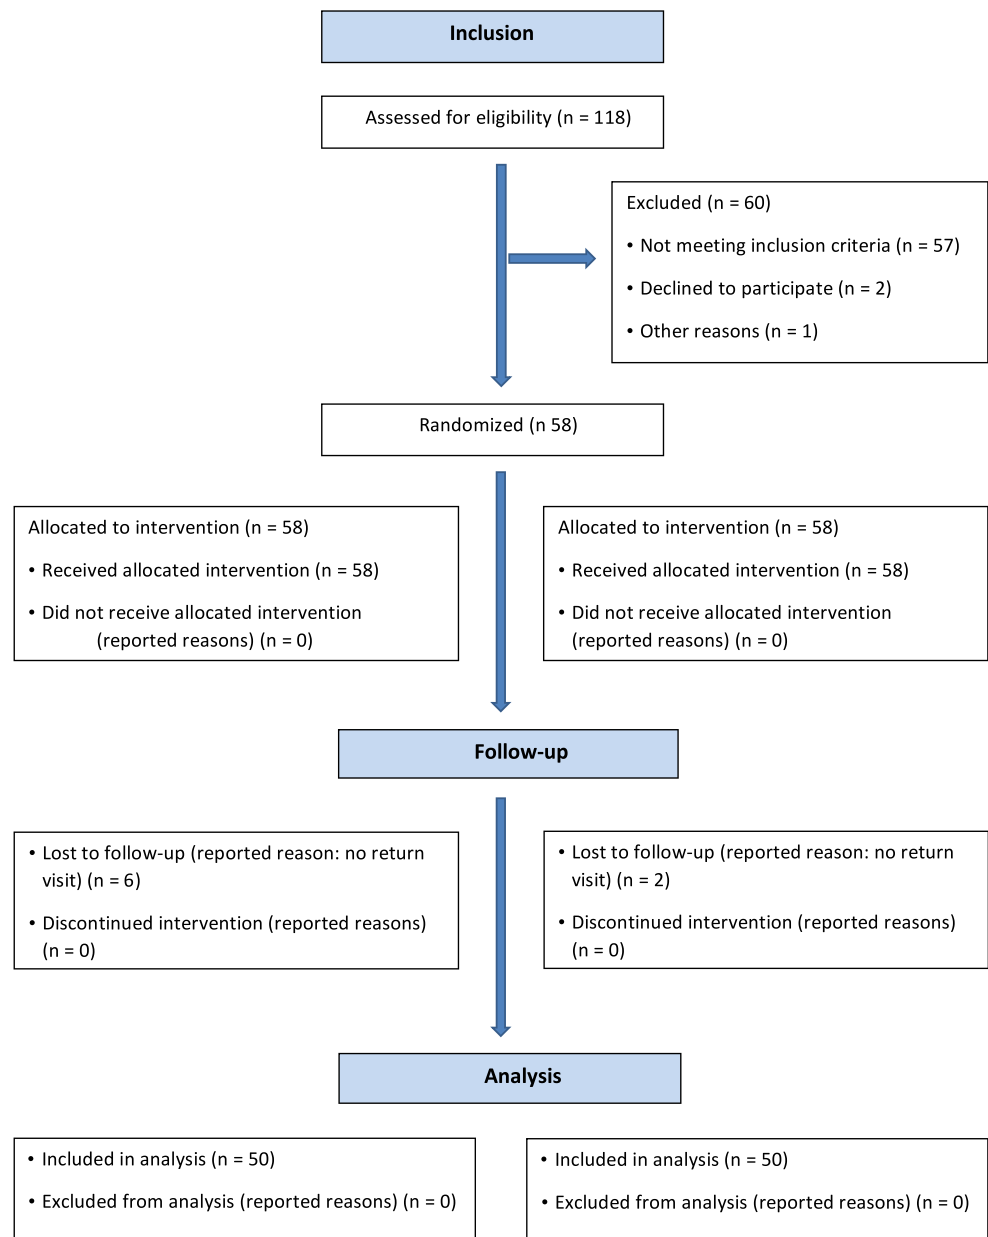 Inclusion
Assessed for eligibility (n = 118)
Excluded (n = 60)
• Not meeting inclusion criteria (n = 57)
• Declined to participate (n = 2)
• Other reasons (n = 1)
Randomized (n 58)
Allocated to intervention (n = 58)
• Received allocated intervention (n = 58)
• Did not receive allocated intervention
(reported reasons) (n = 0)
Allocated to intervention (n = 58)
• Received allocated intervention (n = 58)
• Did not receive allocated intervention
(reported reasons) (n = 0)
Follow-up
• Lost to follow-up (reported reason: no return
visit) (n = 6)
• Discontinued intervention (reported reasons)
(n = 0)
• Lost to follow-up (reported reason: no return
visit) (n = 2)
• Discontinued intervention (reported reasons)
(n = 0)
Analysis
• Included in analysis (n = 50)
• Excluded from analysis (reported reasons) (n = 0)
• Included in analysis (n = 50)
• Excluded from analysis (reported reasons) (n = 0)